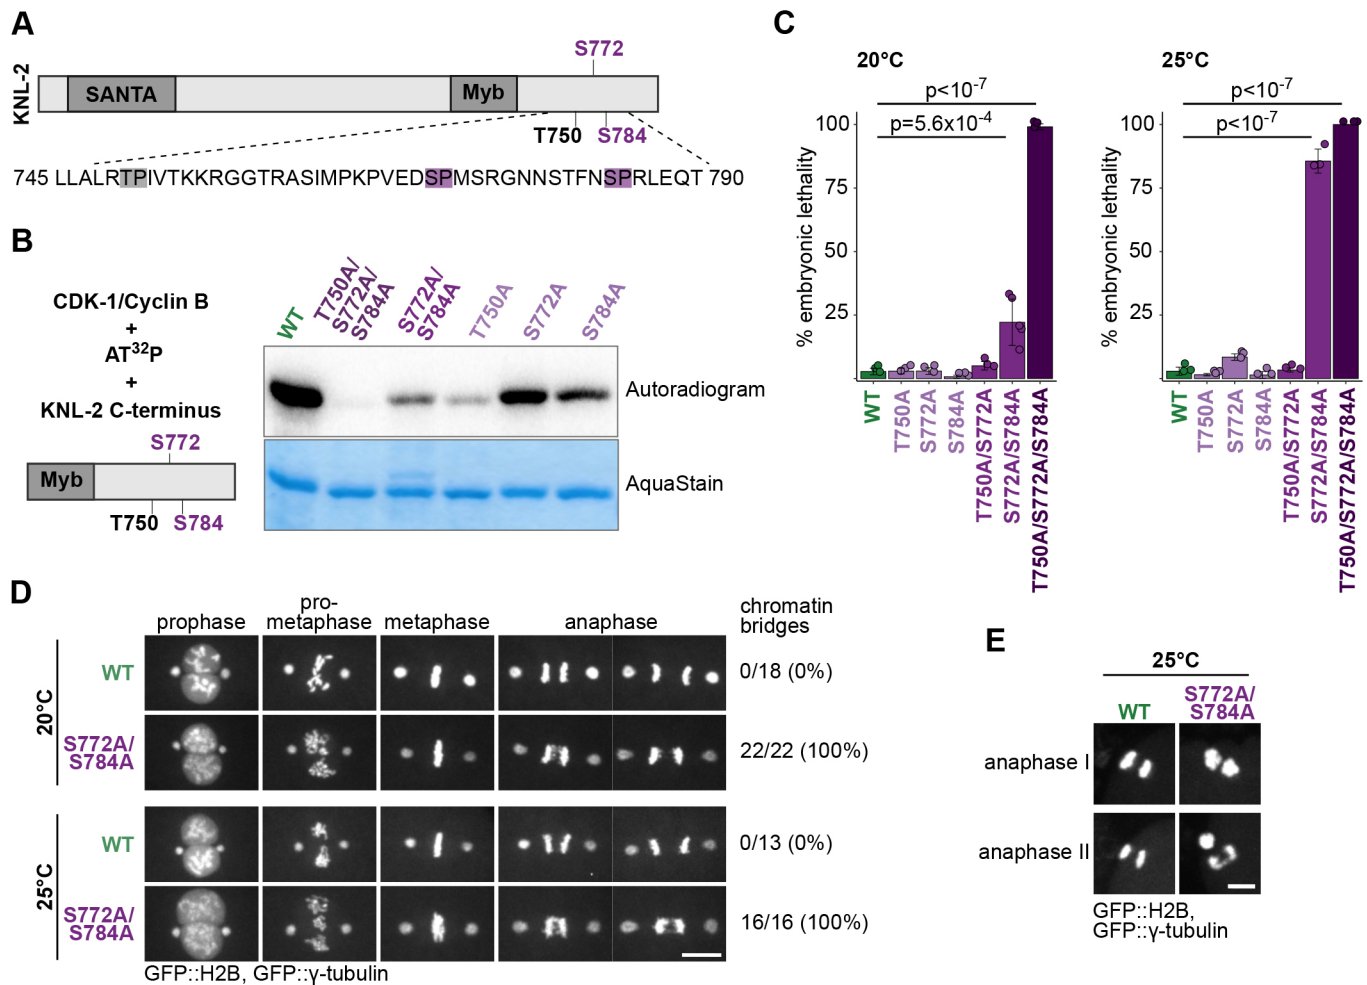 A
KNL-2
SANTA
Myb
S772
T750
S784
745 LLALRTPIVTKKRGGTRASIMPKPVEDSPMSRGNNSTFNSPRLEQT 790
B
CDK-1/Cyclin B
+
AT32P
+
KNL-2 C-terminus
S772
Myb
T750
S784
WT
T750A/
S772A/
S784A
S772A/
S784A
T750A
S772A
S784A
Autoradiogram
AquaStain
C
20°C
p<10-7
p=5.6x10-4
% embryonic lethality
100
75
50
25
WT
T750A
S772A
S784A
T750A/S772A
S772A/S784A
T750A/S772A/S784A
25°C
p<10-7
p<10-7
% embryonic lethality
100
75
50
25
WT
T750A
S772A
S784A
T750A/S772A
S772A/S784A
T750A/S772A/S784A
D
prophase
pro-
metaphase
metaphase
anaphase
chromatin
bridges
20°C
WT
0/18 (0%)
S772A/
S784A
22/22 (100%)
25°C
WT
0/13 (0%)
S772A/
S784A
16/16 (100%)
GFP::H2B, GFP::γ-tubulin
E
25°C
WT
S772A/
S784A
anaphase I
anaphase II
GFP::H2B,
GFP::γ-tubulin